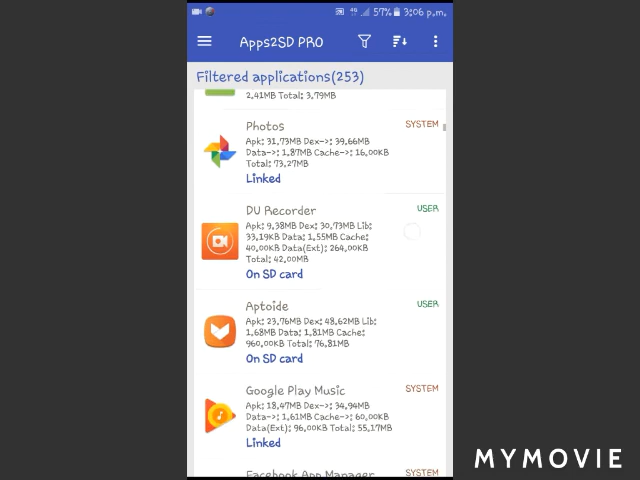 4G 57% 3:06 p.m.
Apps2SD PRO
Filtered applications(253)
2,41MB Total: 3,79MB
Photos
SYSTEM
Apk: 31,73MB Dex->: 39,66MB
Data->: 1,87MB Cache->: 16,00KB
Total: 73,27MB
Linked
DU Recorder
USER
Apk: 9,38MB Dex: 30,73MB Lib:
33,19KB Data: 1,55MB Cache:
40,00KB Data(Ext): 264,00KB
Total: 42,00MB
On SD card
Aptoide
USER
Apk: 23,76MB Dex: 48,62MB Lib:
1,68MB Data: 1,81MB Cache:
960,00KB Total: 76,81MB
On SD card
Google Play Music
SYSTEM
Apk: 18,47MB Dex->: 34,94MB
Data->: 1,61MB Cache->: 60,00KB
Data(Ext): 96,00KB Total: 55,17MB
Linked
Facebook App Manager
SYSTEM
MYMOVIE